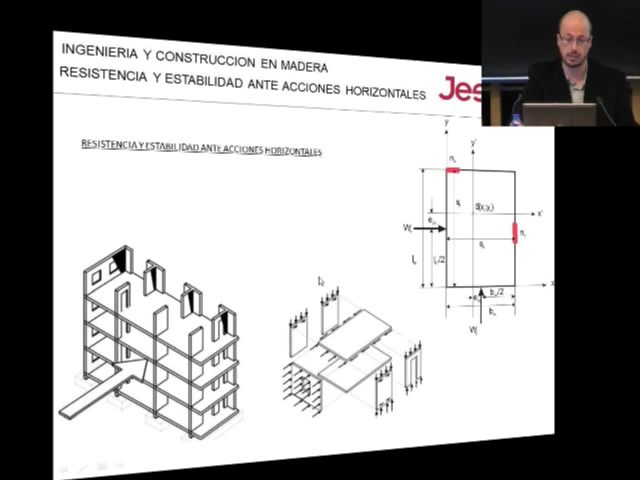 INGENIERIA Y CONSTRUCCION EN MADERA
RESISTENCIA Y ESTABILIDAD ANTE ACCIONES HORIZONTALES
Jes
RESISTENCIA Y ESTABILIDAD ANTE ACCIONES HORIZONTALES
y
y'
x'
x